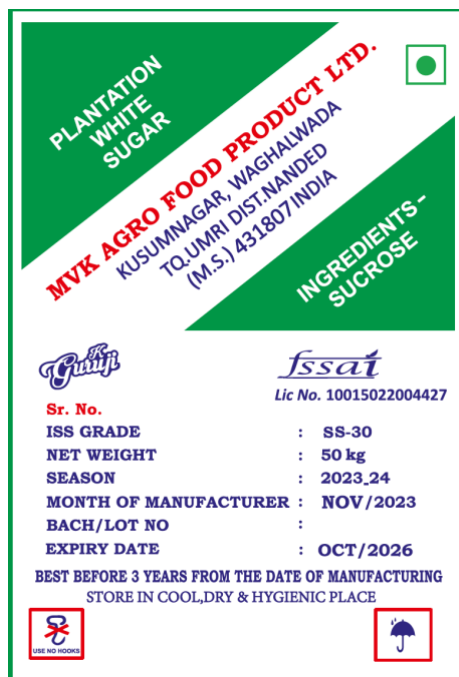 PLANTATION
WHITE
SUGAR
MVK AGRO FOOD PRODUCT LTD.
KUSUMNAGAR, WAGHALWADA
TQ.UMRI DIST.NANDED
(M.S.) 431807 INDIA
INGREDIENTS -
SUCROSE
K Guruji
fssai
Lic No. 10015022004427
Sr. No.
ISS GRADE : SS-30
NET WEIGHT : 50 kg
SEASON : 2023_24
MONTH OF MANUFACTURER : NOV/2023
BACH/LOT NO :
EXPIRY DATE : OCT/2026
BEST BEFORE 3 YEARS FROM THE DATE OF MANUFACTURING
STORE IN COOL,DRY & HYGIENIC PLACE
USE NO HOOKS